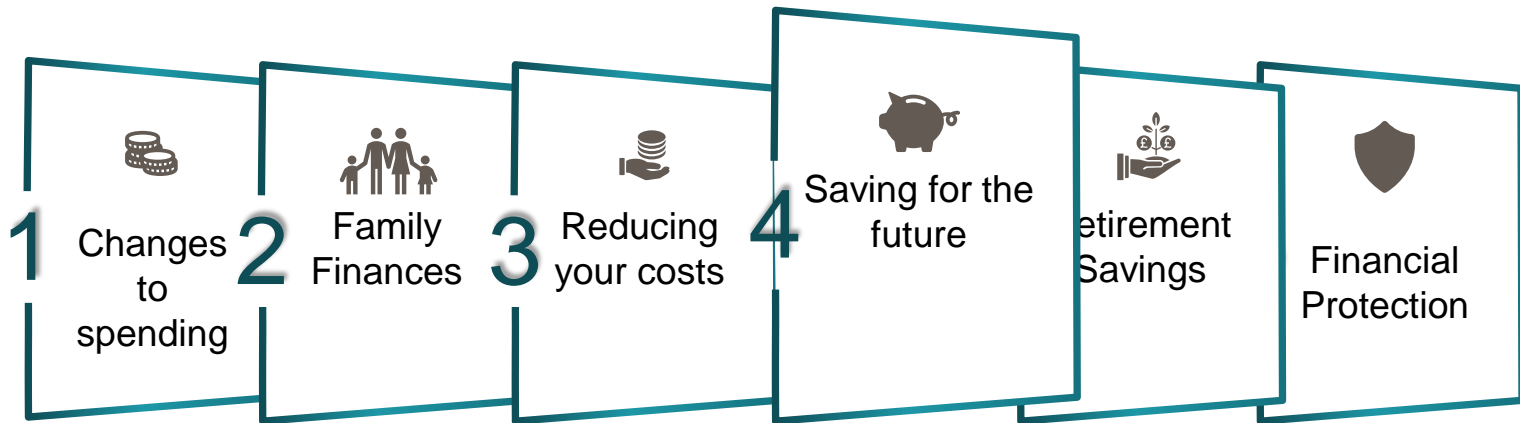 1
Changes
to
spending
2
Family
Finances
3
Reducing
your costs
4
Saving for the
future
etirement
Savings
Financial
Protection